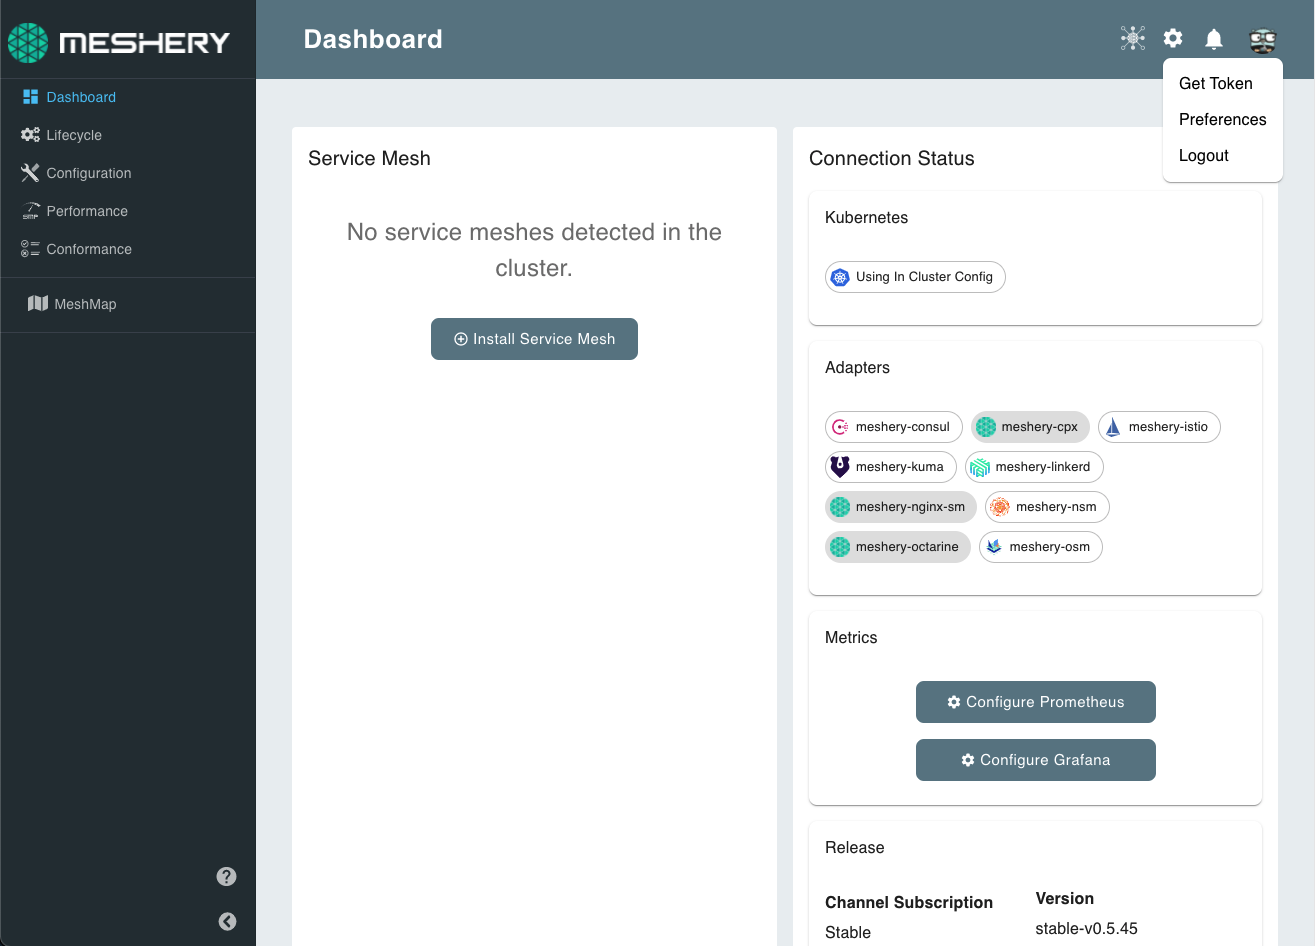 MESHERY
Dashboard
Get Token
Preferences
Logout
Dashboard
Lifecycle
Configuration
SMP
Performance
Conformance
MeshMap
Service Mesh
No service meshes detected in the
cluster.
Install Service Mesh
Connection Status
Kubernetes
Using In Cluster Config
Adapters
meshery-consul
meshery-cpx
meshery-istio
meshery-kuma
meshery-linkerd
meshery-nginx-sm
meshery-nsm
meshery-octarine
meshery-osm
Metrics
Configure Prometheus
Configure Grafana
Release
Channel Subscription
Stable
Version
stable-v0.5.45